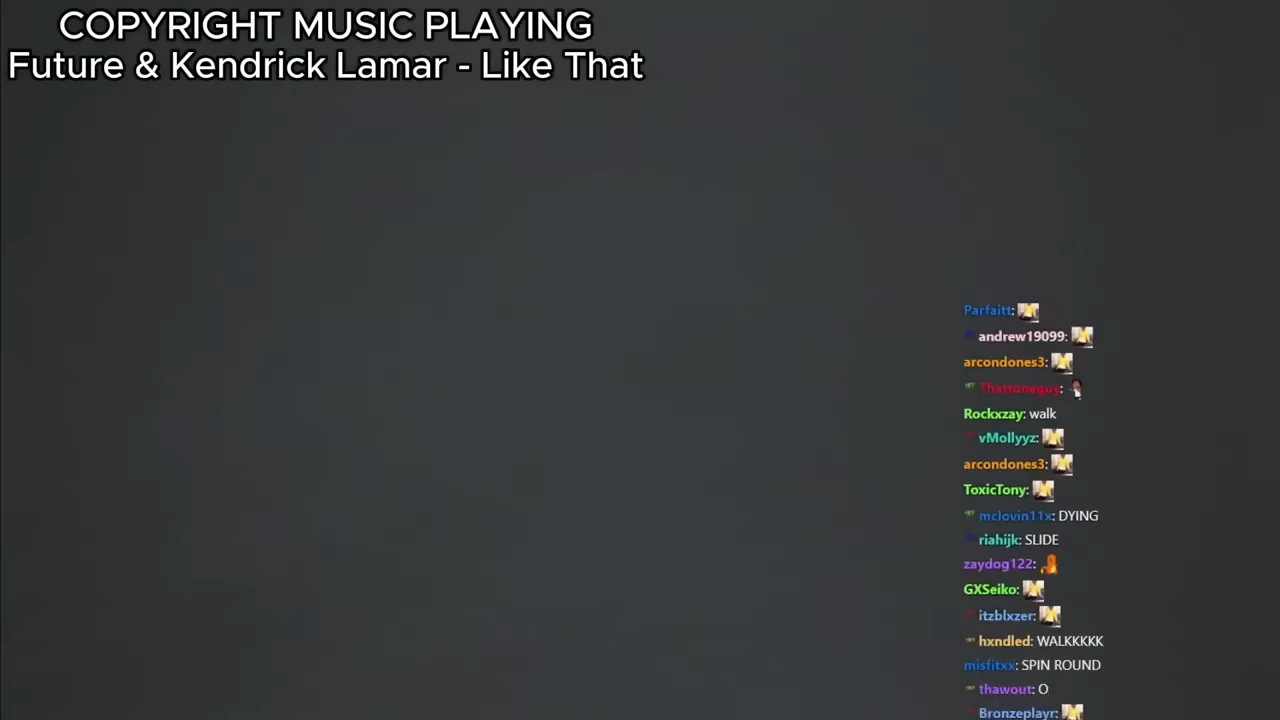 COPYRIGHT MUSIC PLAYING
Future & Kendrick Lamar - Like That
Parfaitt:
andrew19099:
arcondones3:
Thattoneguy:
Rockxzay: walk
vMollyyz:
arcondones3:
ToxicTony:
mclovin11x: DYING
riahijk: SLIDE
zaydog122:
GXSeiko:
itzblxzer:
hxndled: WALKKKKK
misfitxx: SPIN ROUND
thawout: O
Bronzeplayr: